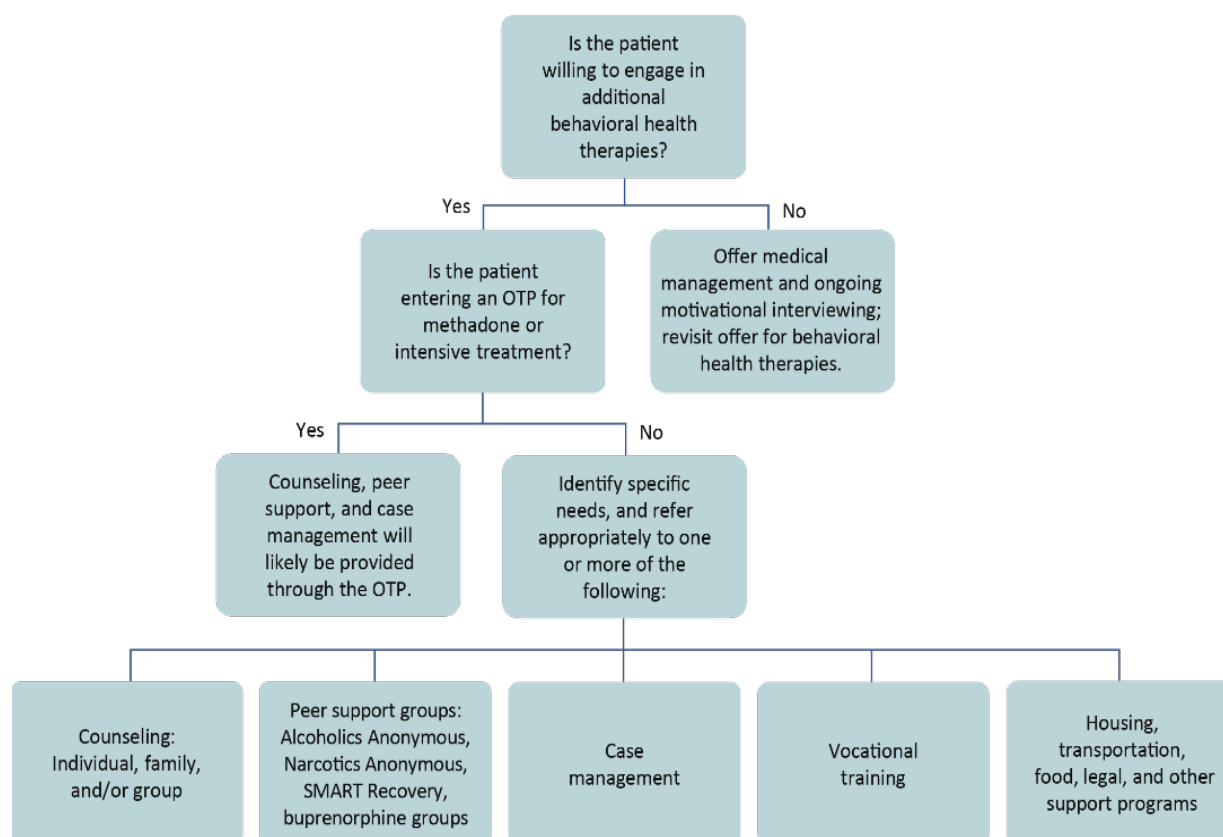 Is the patient
willing to engage in
additional
behavioral health
therapies?
Yes
No
Is the patient
entering an OTP for
methadone or
intensive treatment?
Offer medical
management and ongoing
motivational interviewing;
revisit offer for behavioral
health therapies.
Yes
No
Counseling, peer
support, and case
management will
likely be provided
through the OTP.
Identify specific
needs, and refer
appropriately to one
or more of the
following:
Counseling:
Individual, family,
and/or group
Peer support groups:
Alcoholics Anonymous,
Narcotics Anonymous,
SMART Recovery,
buprenorphine groups
Case
management
Vocational
training
Housing,
transportation,
food, legal, and other
support programs